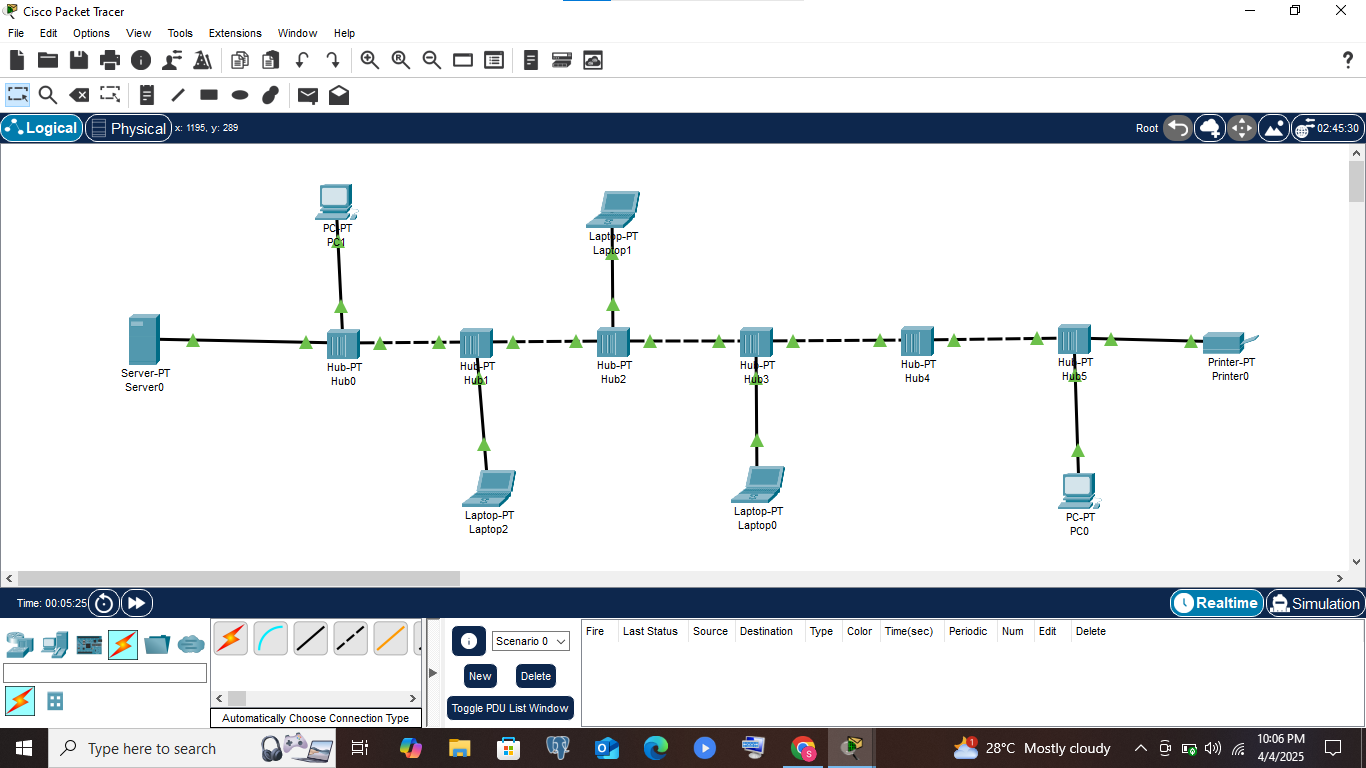 Cisco Packet Tracer
File Edit Options View Tools Extensions Window Help
Logical Physical x: 1195, y: 289 Root 02:45:30
PC-PT
PC1
Laptop-PT
Laptop1
Server-PT
Server0
Hub-PT
Hub0
Hub-PT
Hub1
Hub-PT
Hub2
Hub-PT
Hub3
Hub-PT
Hub4
Hub-PT
Hub5
Printer-PT
Printer0
Laptop-PT
Laptop2
Laptop-PT
Laptop0
PC-PT
PC0
Time: 00:05:25 Realtime Simulation
Scenario 0
New Delete
Toggle PDU List Window
Fire Last Status Source Destination Type Color Time(sec) Periodic Num Edit Delete
Automatically Choose Connection Type
Type here to search
28°C Mostly cloudy
10:06 PM
4/4/2025